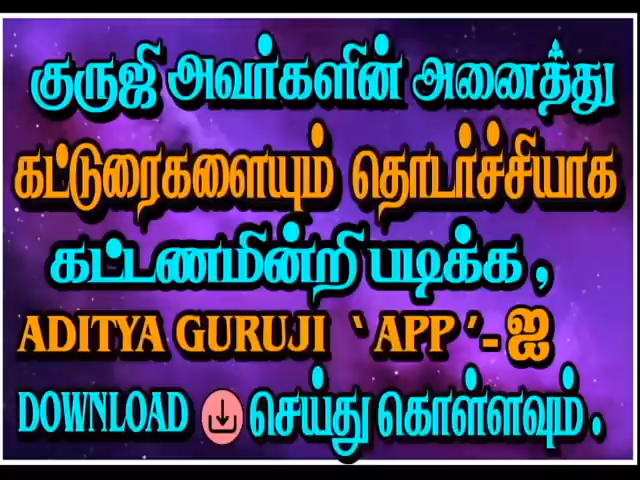 குருஜி அவர்களின் அனைத்து
கட்டுரைகளையும் தொடர்ச்சியாக
கட்டணமின்றி படிக்க ,
ADITYA GURUJI ‘ APP ’-ஐ
DOWNLOAD செய்து கொள்ளவும் .